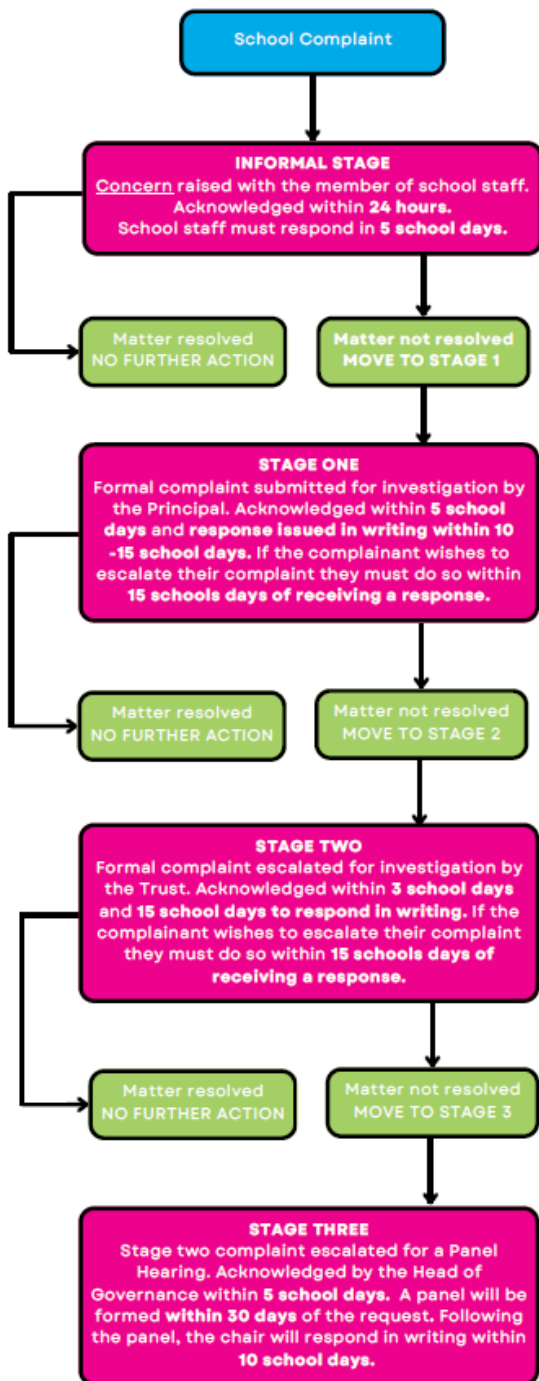 School Complaint
INFORMAL STAGE
Concern raised with the member of school staff.
Acknowledged within 24 hours.
School staff must respond in 5 school days.
Matter resolved
NO FURTHER ACTION
Matter not resolved
MOVE TO STAGE 1
STAGE ONE
Formal complaint submitted for investigation by
the Principal. Acknowledged within 5 school
days and response issued in writing within 10
-15 school days. If the complainant wishes to
escalate their complaint they must do so within
15 schools days of receiving a response.
Matter resolved
NO FURTHER ACTION
Matter not resolved
MOVE TO STAGE 2
STAGE TWO
Formal complaint escalated for investigation by
the Trust. Acknowledged within 3 school days
and 15 school days to respond in writing. If the
complainant wishes to escalate their complaint
they must do so within 15 schools days of
receiving a response.
Matter resolved
NO FURTHER ACTION
Matter not resolved
MOVE TO STAGE 3
STAGE THREE
Stage two complaint escalated for a Panel
Hearing. Acknowledged by the Head of
Governance within 5 school days. A panel will be
formed within 30 days of the request. Following
the panel, the chair will respond in writing within
10 school days.